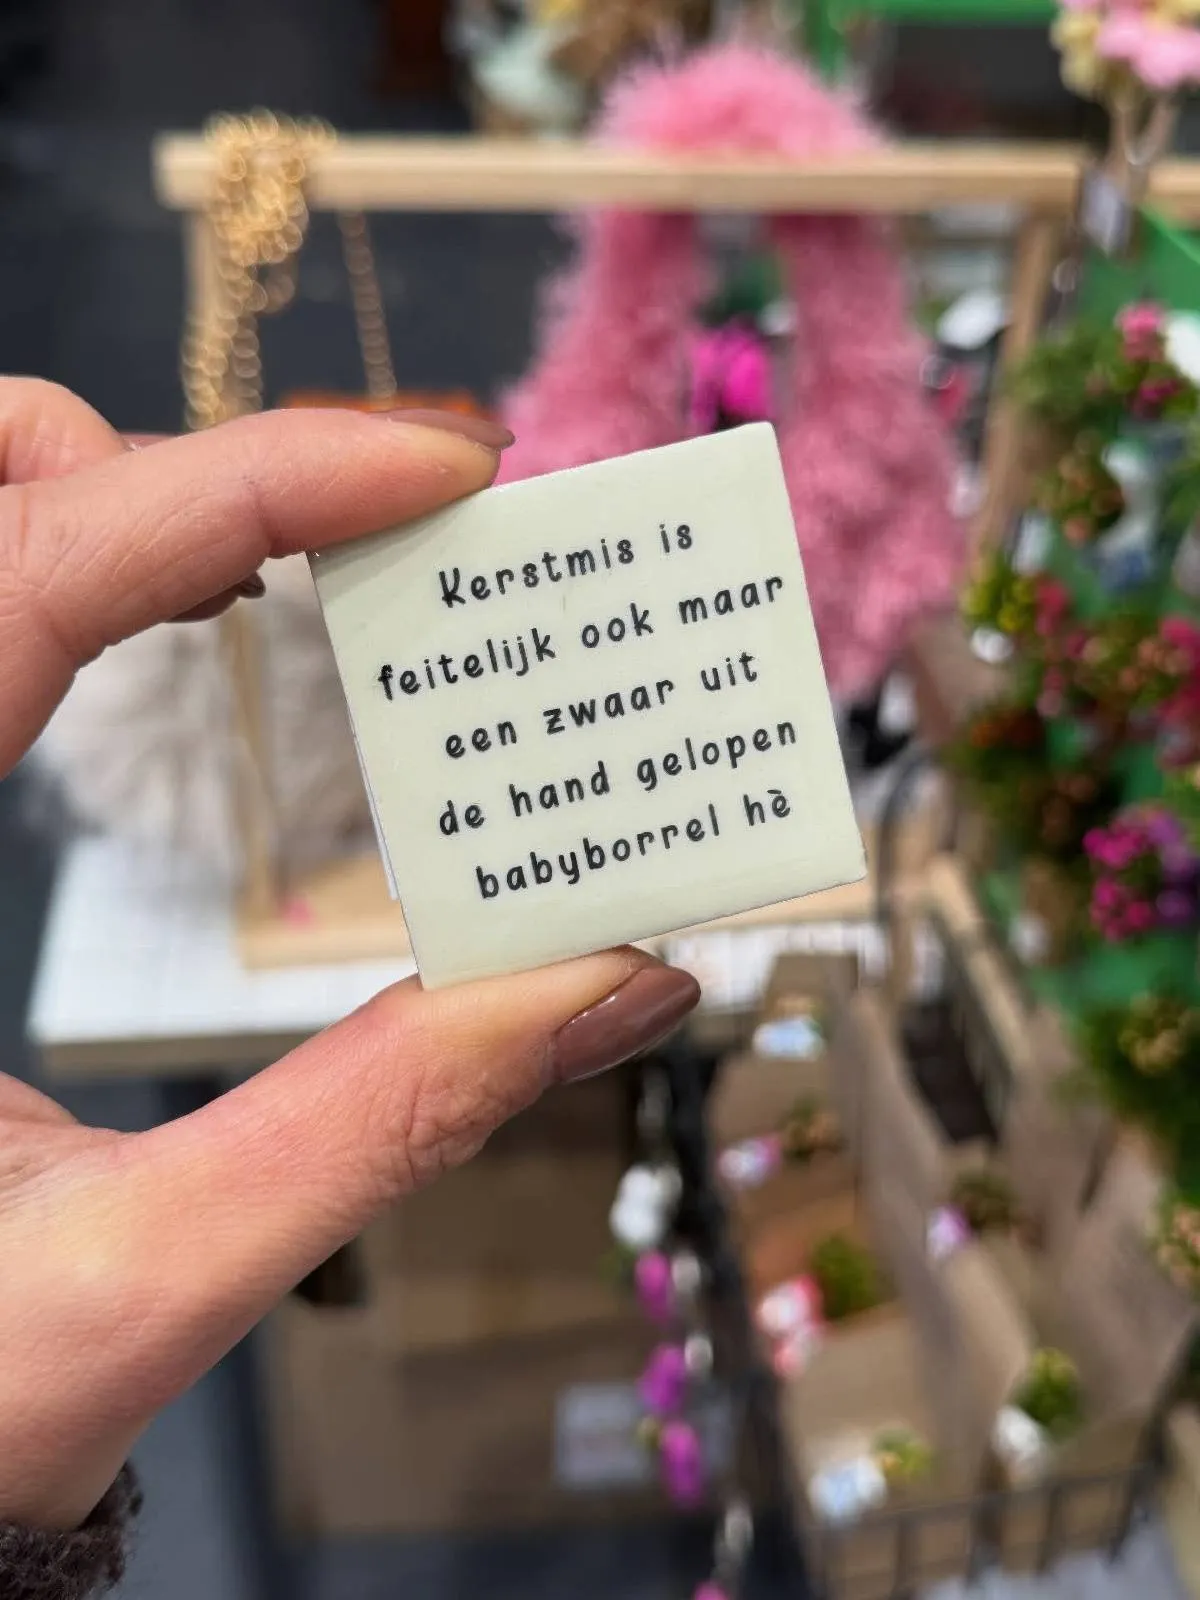 Kerstmis is
feitelijk ook maar
een zwaar uit
de hand gelopen
babyborrel hè